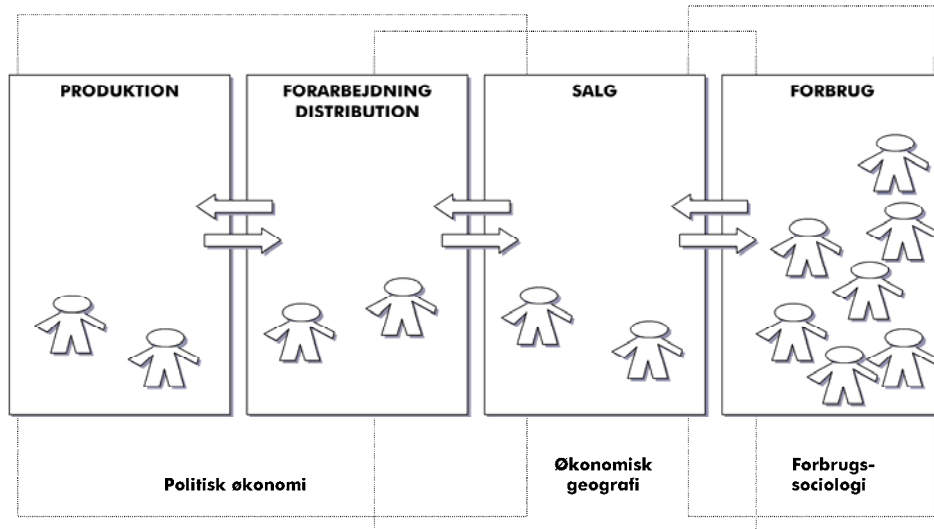 PRODUKTION
FORARBEJDNING
DISTRIBUTION
SALG
FORBRUG
Politisk økonomi
Økonomisk
geografi
Forbrugs-
sociologi